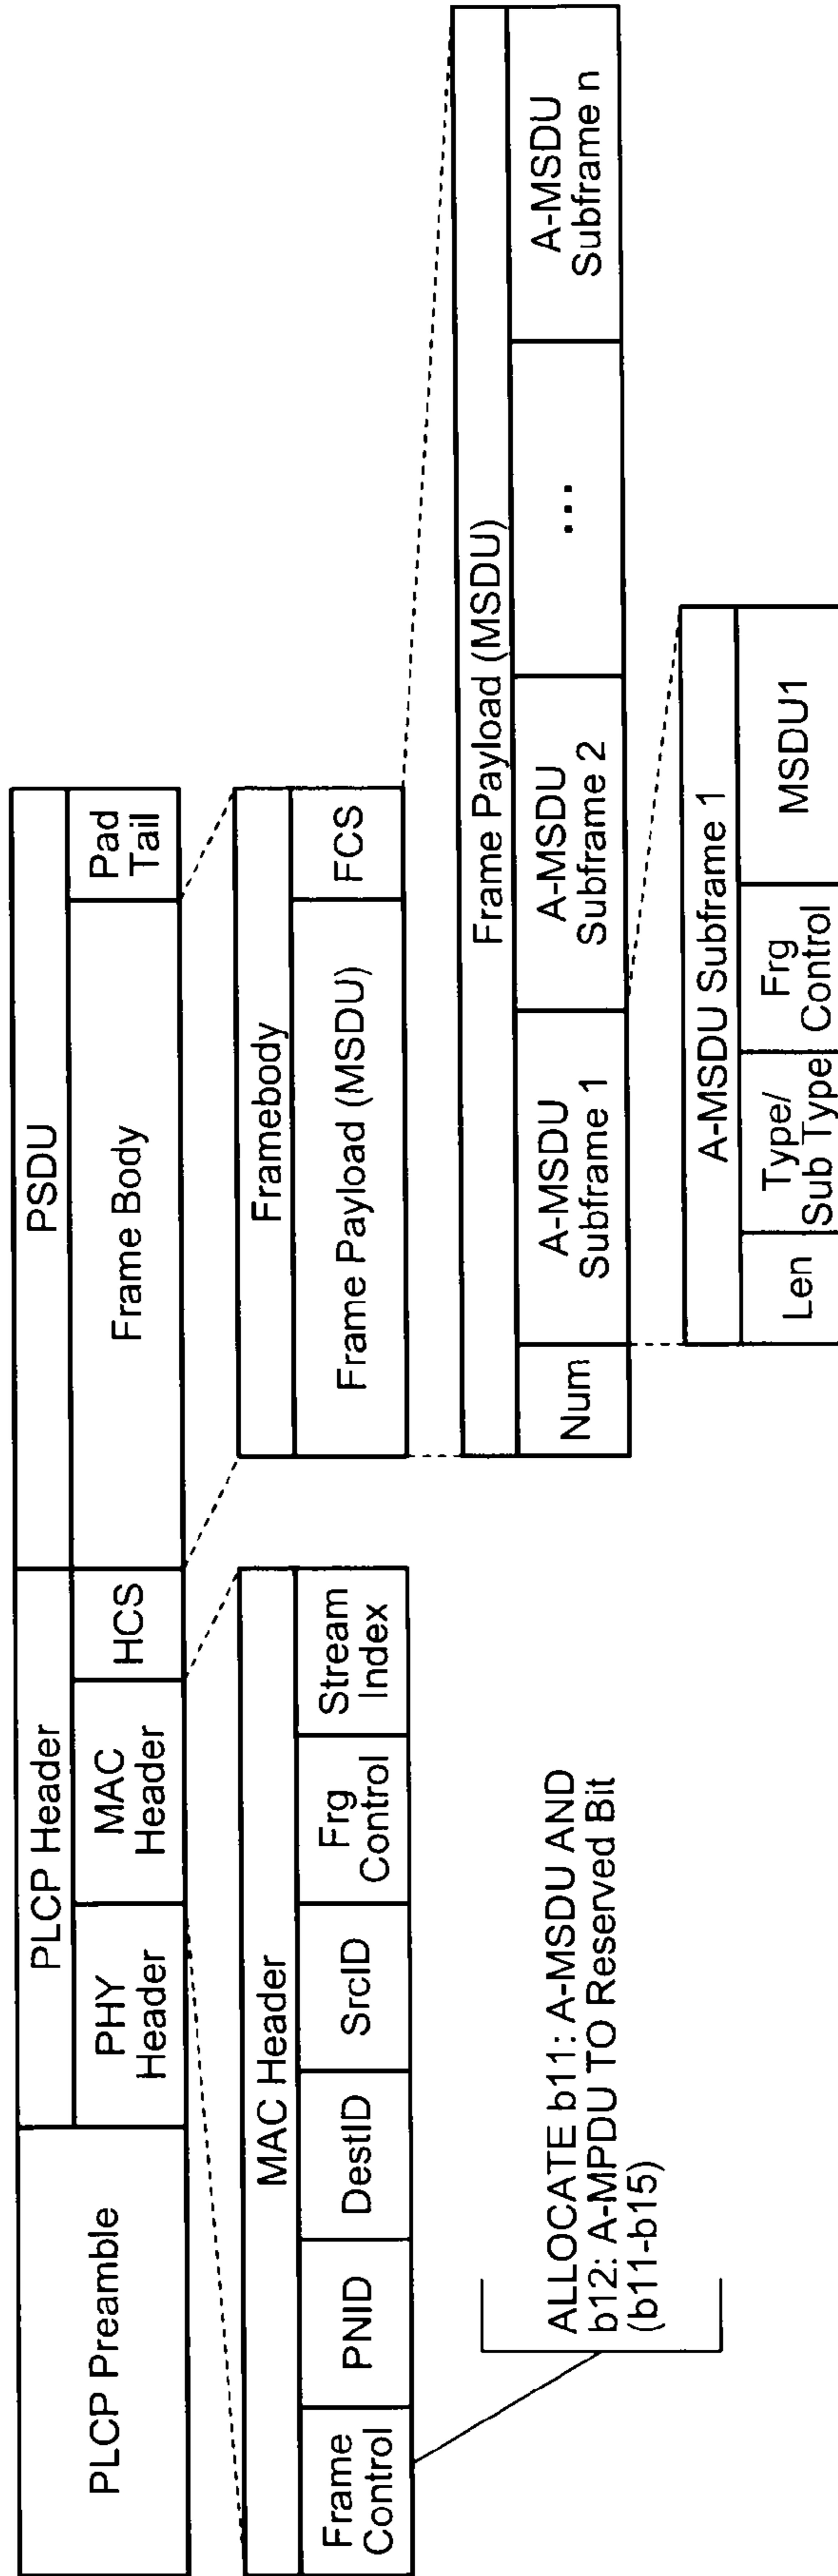 PLCP Preamble
PLCP Header
PSDU
PHY
Header
MAC
Header
HCS
Frame Body
Pad
Tail
MAC Header
Frame
Control
PNID
DestID
SrcID
Frg
Control
Stream
Index
Framebody
Frame Payload (MSDU)
FCS
ALLOCATE b11: A-MSDU AND
b12: A-MPDU TO Reserved Bit
(b11-b15)
Frame Payload (MSDU)
Num
A-MSDU
Subframe 1
A-MSDU
Subframe 2
...
A-MSDU
Subframe n
A-MSDU Subframe 1
Len
Type/
Sub Type
Frg
Control
MSDU1